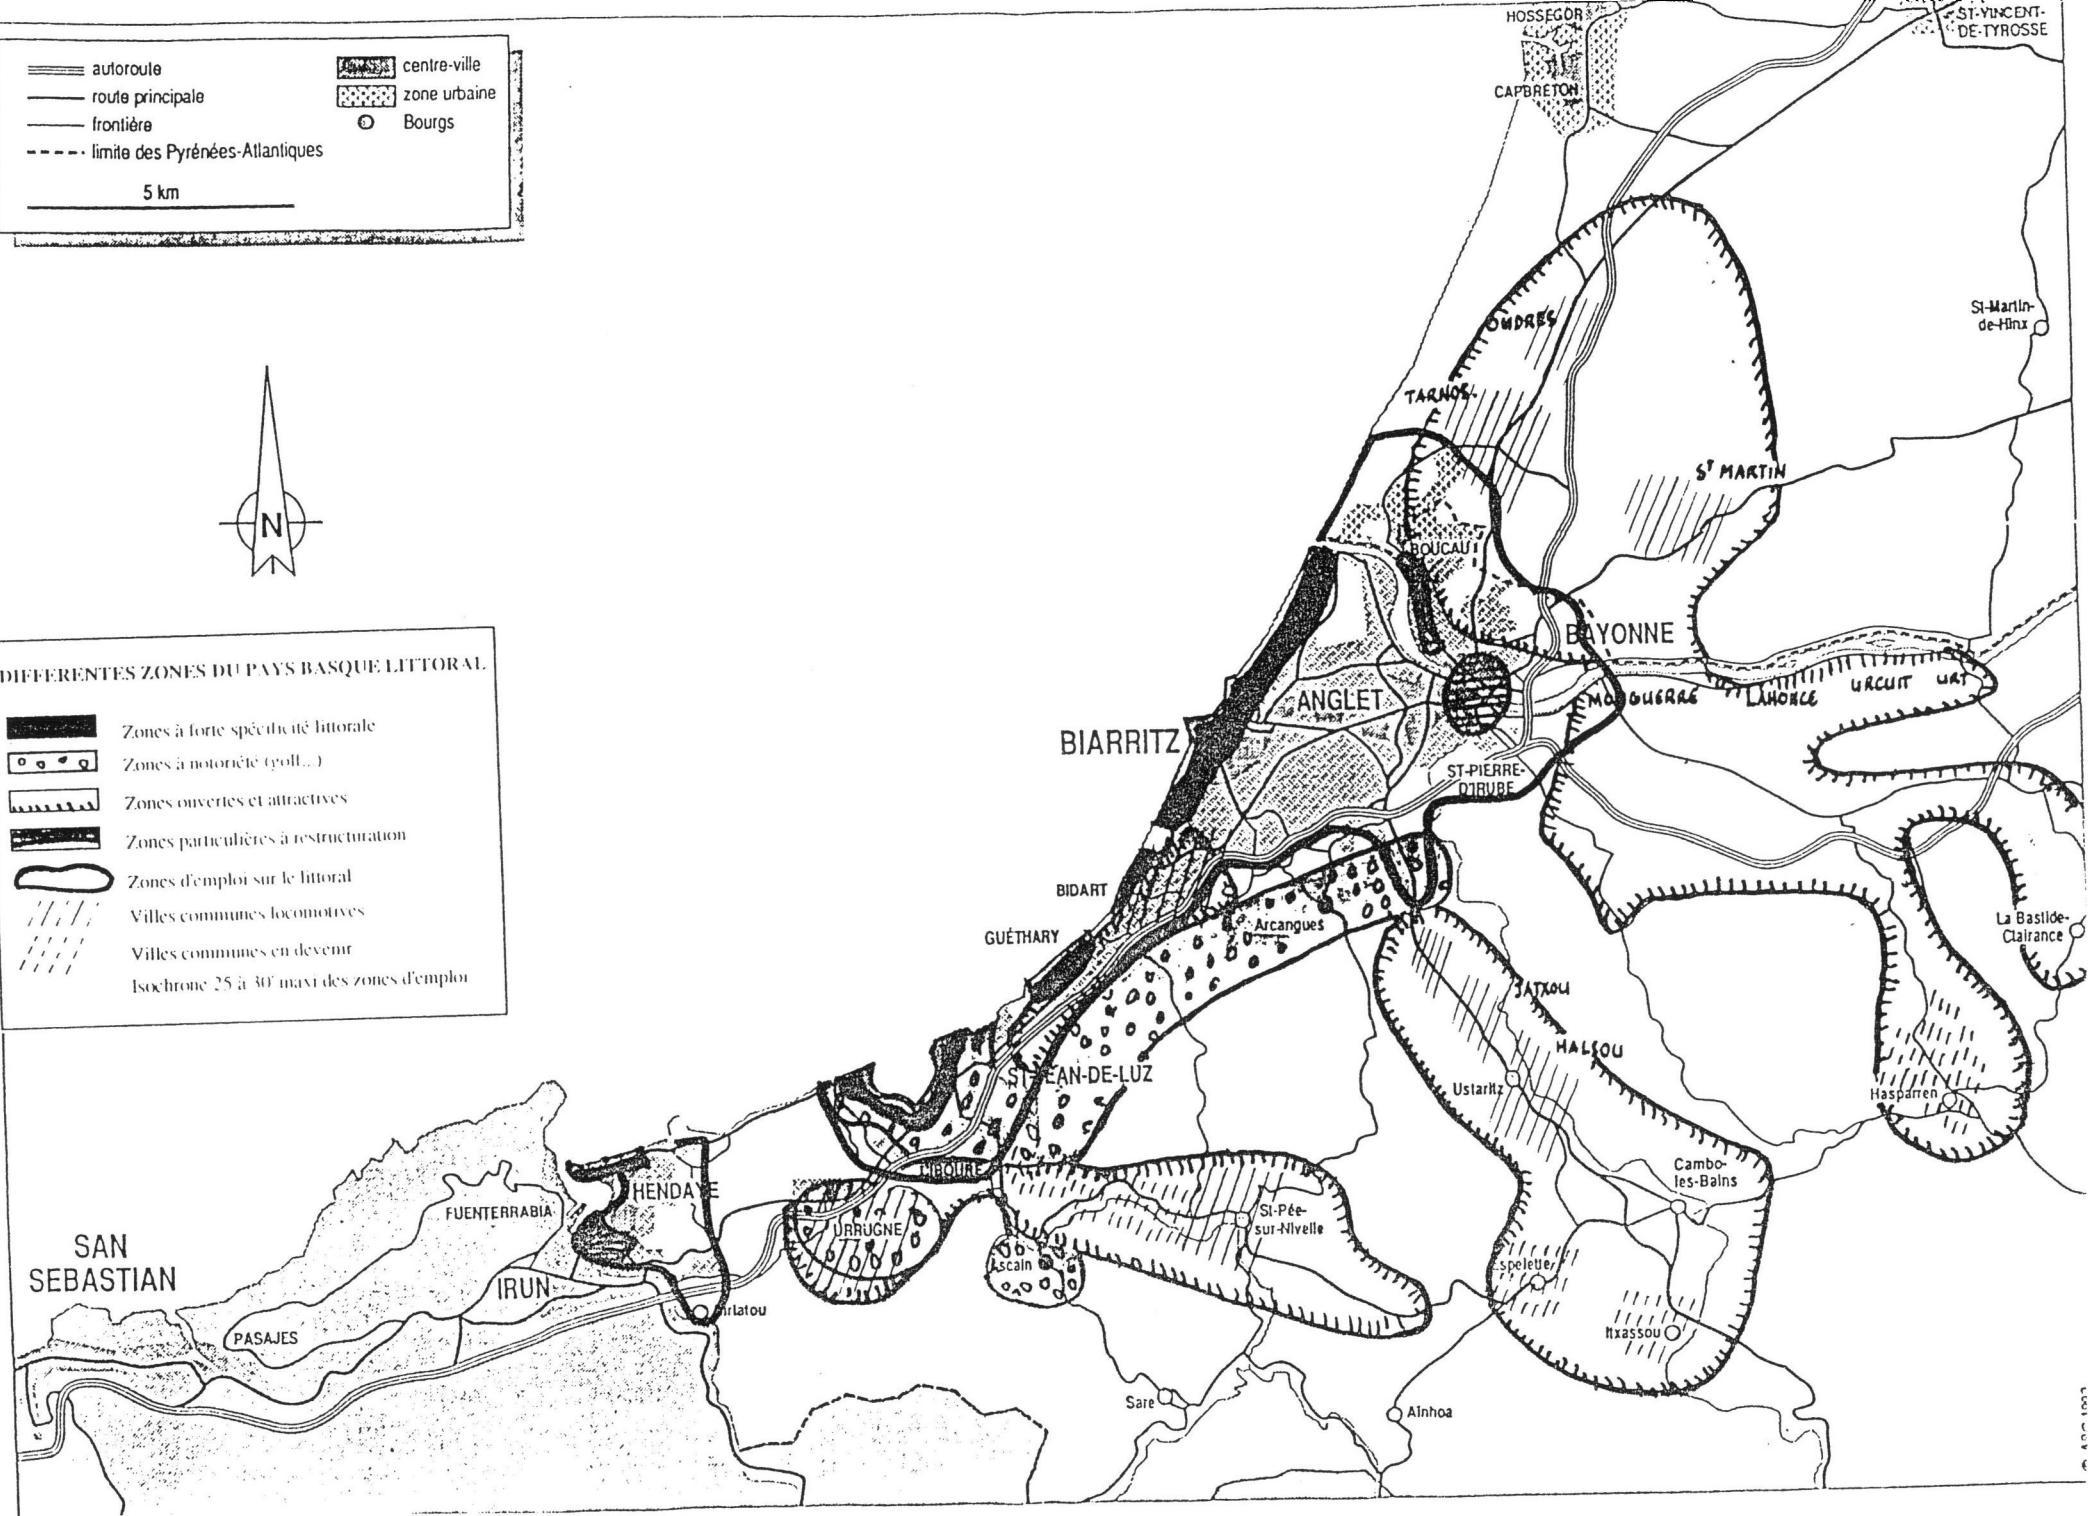 autoroute
route principale
frontière
limite des Pyrénées-Atlantiques
5 km
centre-ville
zone urbaine
Bourgs
HOSSEGOR
CAPBRETON
ST-VINCENT-
DE-TYROSSE
St-Martin-
de-Hinx
N
ONDRES
TARNOS
ST MARTIN
BOUCAU
BAYONNE
MOUGUERRE
LAHONCE
URCUIT
URT
ANGLET
BIARRITZ
ST-PIERRE-
D'IRUBE
BIDART
GUÉTHARY
Arcangues
La Bastide-
Clairance
JATXOU
HALSOU
Ustaritz
Hasparren
ST-JEAN-DE-LUZ
CIBOURE
Cambo-
les-Bains
HENDAYE
FUENTERRABIA
URRUGNE
St-Pée-
sur-Nivelle
Ascain
Espelette
Itxassou
SAN
SEBASTIAN
IRUN
PASAJES
Biriatou
Sare
Aïnhoa
DIFFERENTES ZONES DU PAYS BASQUE LITTORAL
Zones à forte spécificité littorale
Zones à notoriété (golf...)
Zones ouvertes et attractives
Zones particulières à restructuration
Zones d'emploi sur le littoral
Villes communes locomotives
Villes communes en devenir
Isochrone 25 à 30' maxi des zones d'emploi